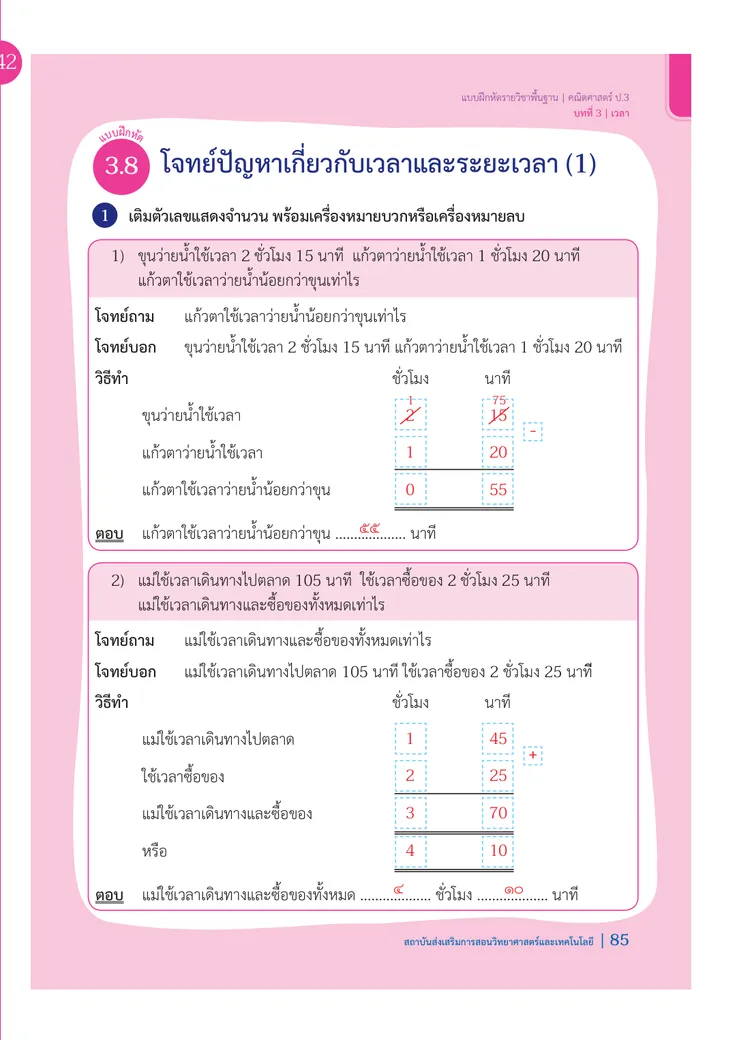 42
แบบฝึกหัดรายวิชาพื้นฐาน | คณิตศาสตร์ ป.3
บทที่ 3 | เวลา
แบบฝึกหัด
3.8 โจทย์ปัญหาเกี่ยวกับเวลาและระยะเวลา (1)
1 เติมตัวเลขแสดงจำนวน พร้อมเครื่องหมายบวกหรือเครื่องหมายลบ
1) ขุนว่ายน้ำใช้เวลา 2 ชั่วโมง 15 นาที แก้วตาว่ายน้ำใช้เวลา 1 ชั่วโมง 20 นาที
แก้วตาใช้เวลาว่ายน้ำน้อยกว่าขุนเท่าไร
โจทย์ถาม แก้วตาใช้เวลาว่ายน้ำน้อยกว่าขุนเท่าไร
โจทย์บอก ขุนว่ายน้ำใช้เวลา 2 ชั่วโมง 15 นาที แก้วตาว่ายน้ำใช้เวลา 1 ชั่วโมง 20 นาที
วิธีทำ ชั่วโมง นาที
1 75
ขุนว่ายน้ำใช้เวลา 2 15
-
แก้วตาว่ายน้ำใช้เวลา 1 20
แก้วตาใช้เวลาว่ายน้ำน้อยกว่าขุน 0 55
ตอบ แก้วตาใช้เวลาว่ายน้ำน้อยกว่าขุน ...................๕๕ นาที
2) แม่ใช้เวลาเดินทางไปตลาด 105 นาที ใช้เวลาซื้อของ 2 ชั่วโมง 25 นาที
แม่ใช้เวลาเดินทางและซื้อของทั้งหมดเท่าไร
โจทย์ถาม แม่ใช้เวลาเดินทางและซื้อของทั้งหมดเท่าไร
โจทย์บอก แม่ใช้เวลาเดินทางไปตลาด 105 นาที ใช้เวลาซื้อของ 2 ชั่วโมง 25 นาที
วิธีทำ ชั่วโมง นาที
แม่ใช้เวลาเดินทางไปตลาด 1 45
+
ใช้เวลาซื้อของ 2 25
แม่ใช้เวลาเดินทางและซื้อของ 3 70
หรือ 4 10
ตอบ แม่ใช้เวลาเดินทางและซื้อของทั้งหมด ...................๔ ชั่วโมง ...................๑๐ นาที
สถาบันส่งเสริมการสอนวิทยาศาสตร์และเทคโนโลยี | 85